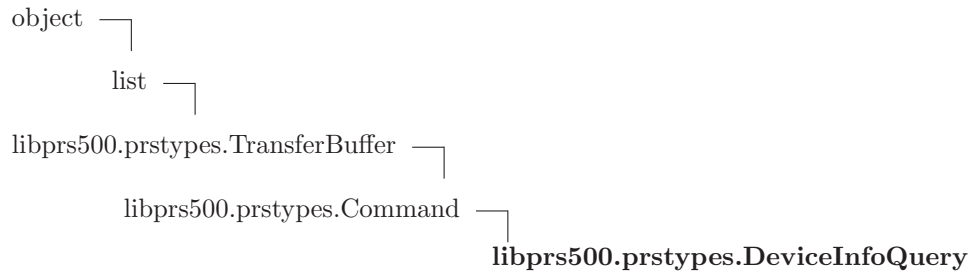 object
list
libprs500.prstypes.TransferBuffer
libprs500.prstypes.Command
libprs500.prstypes.DeviceInfoQuery